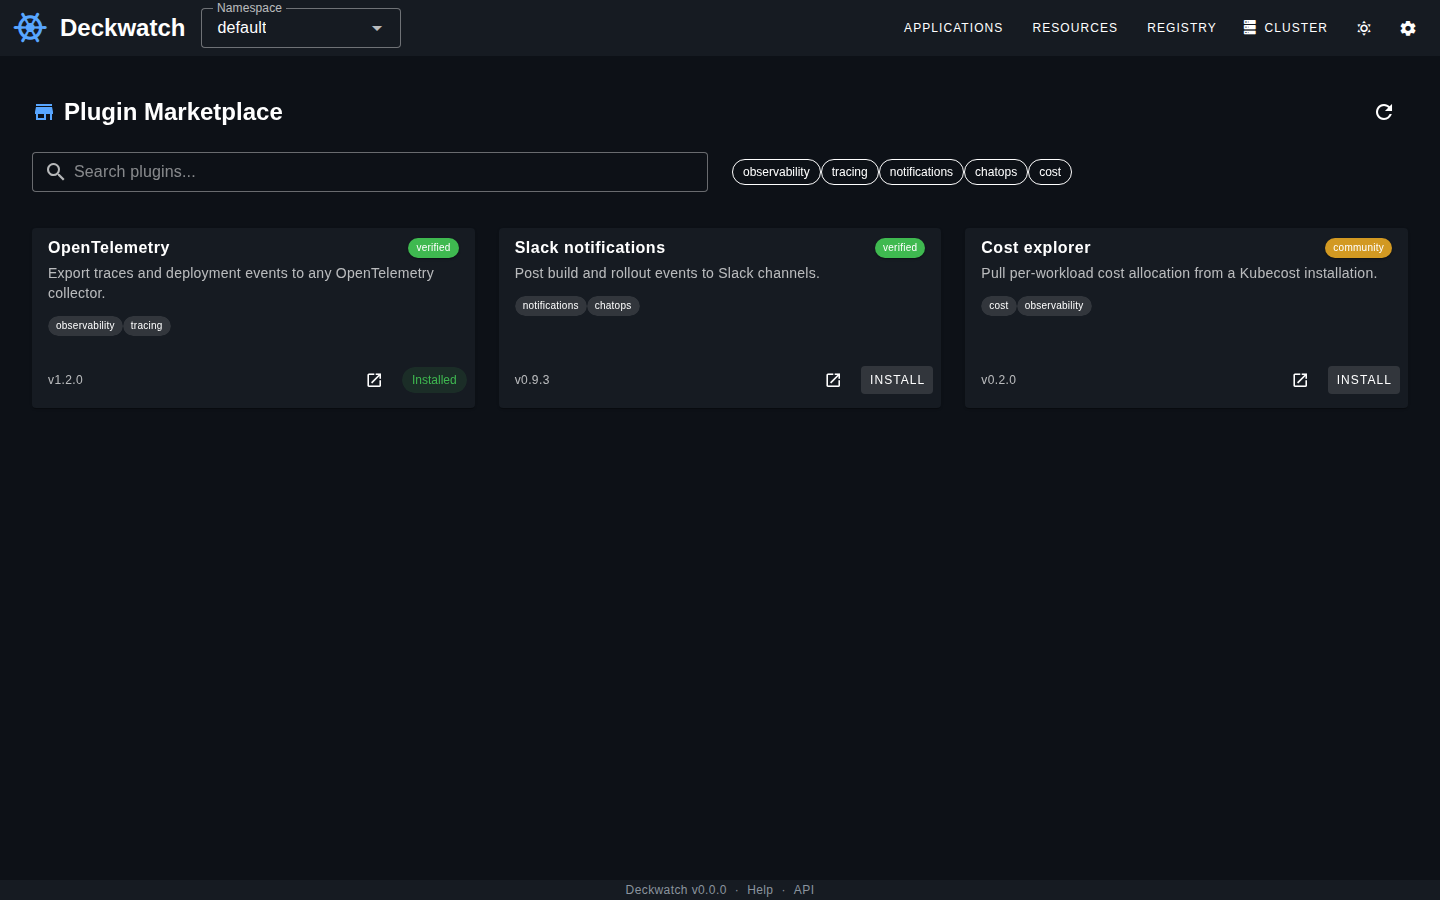 Deckwatch
Namespace
default
APPLICATIONS
RESOURCES
REGISTRY
CLUSTER
Plugin Marketplace
Search plugins...
observability
tracing
notifications
chatops
cost
OpenTelemetry
verified
Export traces and deployment events to any OpenTelemetry
collector.
observability
tracing
v1.2.0
Installed
Slack notifications
verified
Post build and rollout events to Slack channels.
notifications
chatops
v0.9.3
INSTALL
Cost explorer
community
Pull per-workload cost allocation from a Kubecost installation.
cost
observability
v0.2.0
INSTALL
Deckwatch v0.0.0 · Help · API